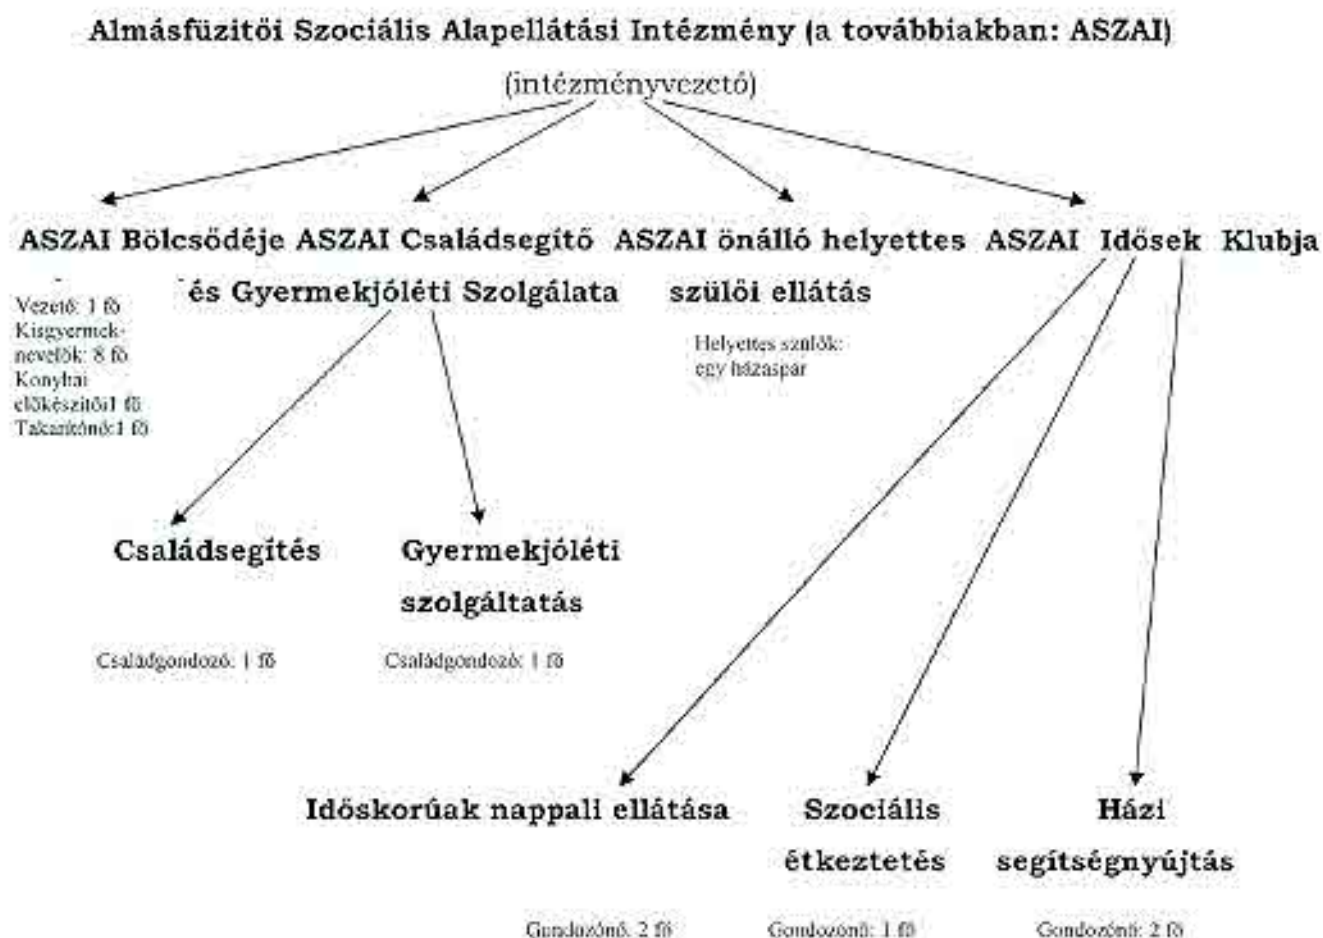 Almásfüzitői Szociális Alapellátási Intézmény (a továbbiakban: ASZAI)
(intézményvezető)
ASZAI Bölcsődéje
Vezető: 1 fő
Kisgyermek-
nevelők: 8 fő
Konyhai
előkészítő:1 fő
Takarítónő:1 fő
ASZAI Családsegítő
és Gyermekjóléti Szolgálata
ASZAI önálló helyettes
szülői ellátás
Helyettes szülők:
egy házaspár
ASZAI Idősek Klubja
Családsegítés
Családgondozó: 1 fő
Gyermekjóléti
szolgáltatás
Családgondozó: 1 fő
Időskorúak nappali ellátása
Gondozónő: 2 fő
Szociális
étkeztetés
Gondozónő: 1 fő
Házi
segítségnyújtás
Gondozónő: 2 fő